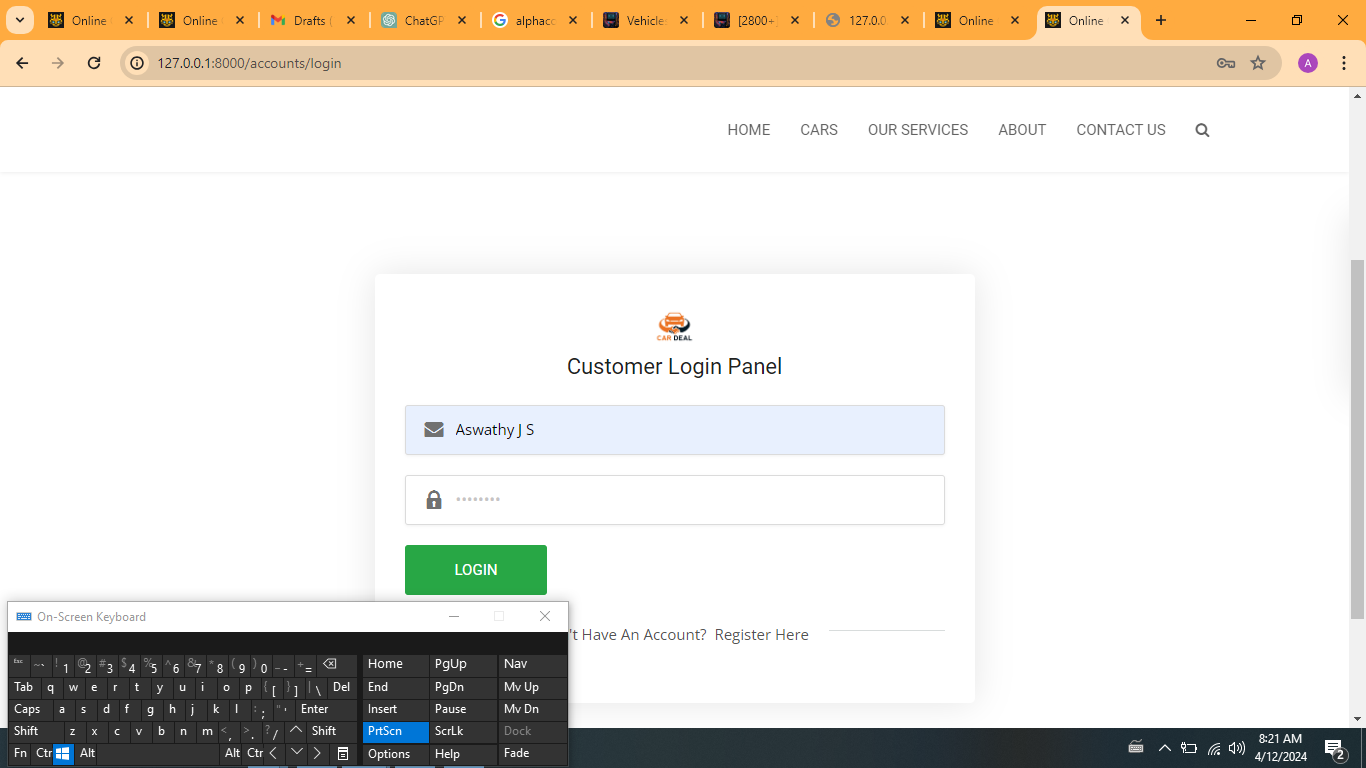 Online
Online
Drafts (
ChatGP
alphacc
Vehicle
[2800+
127.0.0
Online
Online
127.0.0.1:8000/accounts/login
A
HOME CARS OUR SERVICES ABOUT CONTACT US
CAR DEAL
Customer Login Panel
Aswathy J S
LOGIN
't Have An Account? Register Here
On-Screen Keyboard
Esc ~ ` ! 1 @ 2 # 3 $ 4 % 5 ^ 6 & 7 * 8 ( 9 ) 0 _ - + = Home PgUp Nav
Tab q w e r t y u i o p { [ } ] | \ Del End PgDn Mv Up
Caps a s d f g h j k l : ; " ' Enter Insert Pause Mv Dn
Shift z x c v b n m < , > . ? / Shift PrtScn ScrLk Dock
Fn Ctr Alt Alt Ctr Options Help Fade
8:21 AM
4/12/2024
2